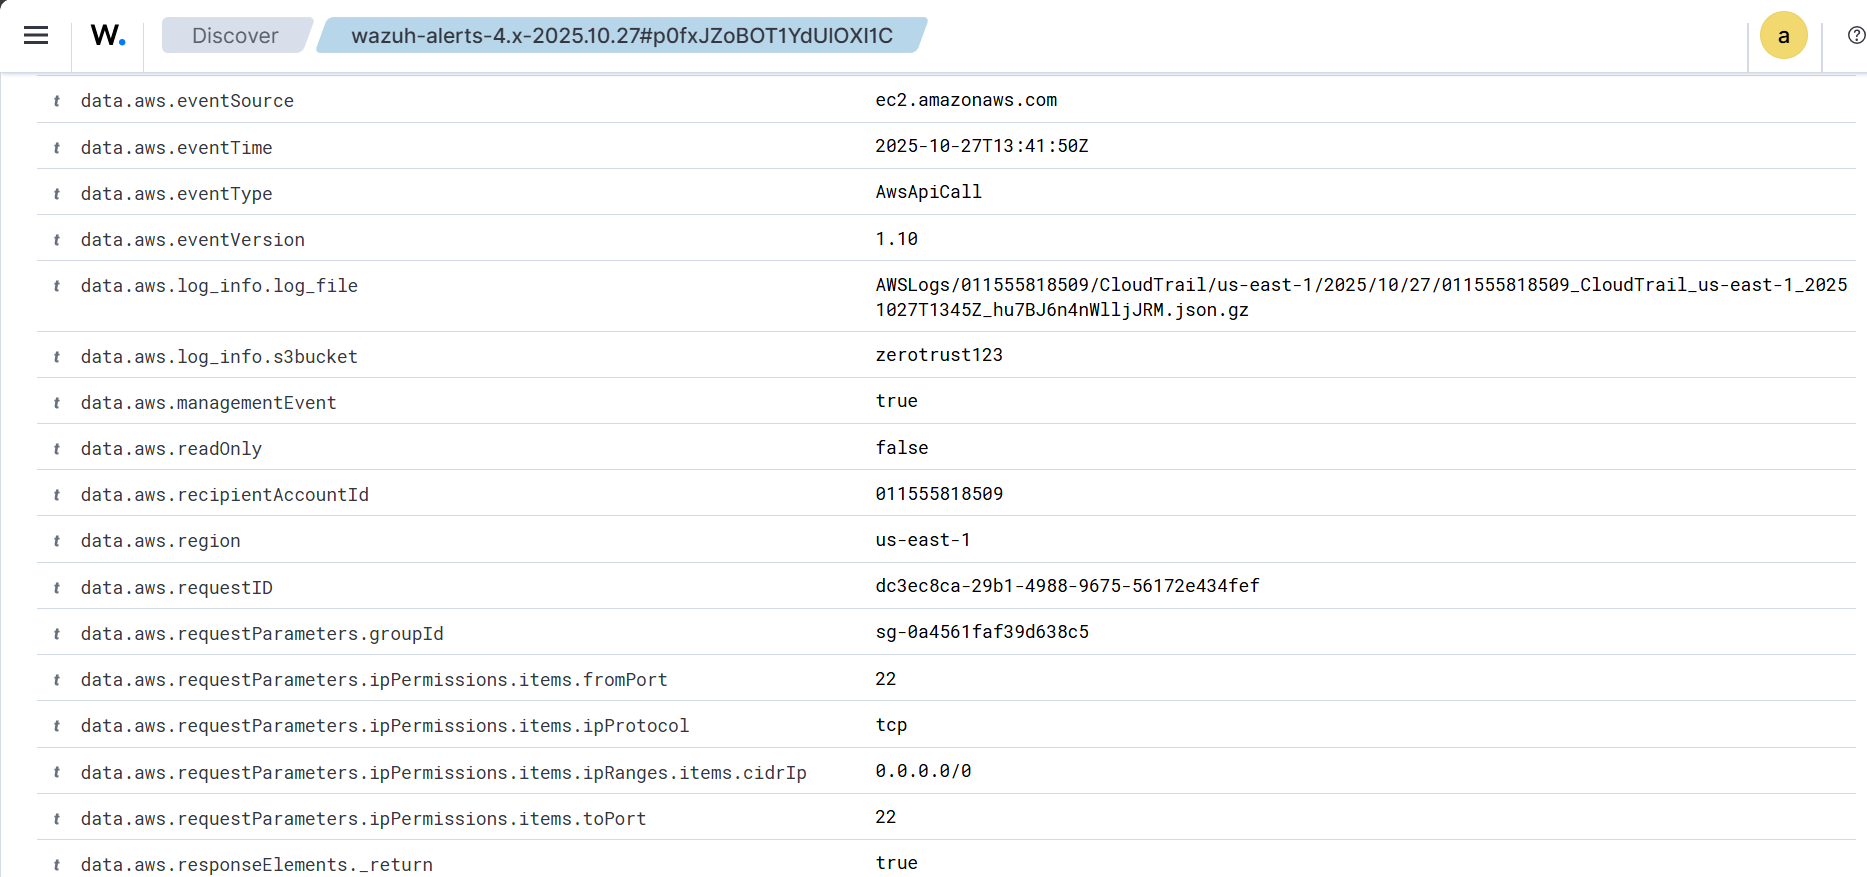 W. Discover wazuh-alerts-4.x-2025.10.27#p0fxJZoBOT1YdUlOXI1C a ?
t data.aws.eventSource ec2.amazonaws.com
t data.aws.eventTime 2025-10-27T13:41:50Z
t data.aws.eventType AwsApiCall
t data.aws.eventVersion 1.10
t data.aws.log_info.log_file AWSLogs/011555818509/CloudTrail/us-east-1/2025/10/27/011555818509_CloudTrail_us-east-1_2025
1027T1345Z_hu7BJ6n4nWlljJRM.json.gz
t data.aws.log_info.s3bucket zerotrust123
t data.aws.managementEvent true
t data.aws.readOnly false
t data.aws.recipientAccountId 011555818509
t data.aws.region us-east-1
t data.aws.requestID dc3ec8ca-29b1-4988-9675-56172e434fef
t data.aws.requestParameters.groupId sg-0a4561faf39d638c5
t data.aws.requestParameters.ipPermissions.items.fromPort 22
t data.aws.requestParameters.ipPermissions.items.ipProtocol tcp
t data.aws.requestParameters.ipPermissions.items.ipRanges.items.cidrIp 0.0.0.0/0
t data.aws.requestParameters.ipPermissions.items.toPort 22
t data.aws.responseElements._return true